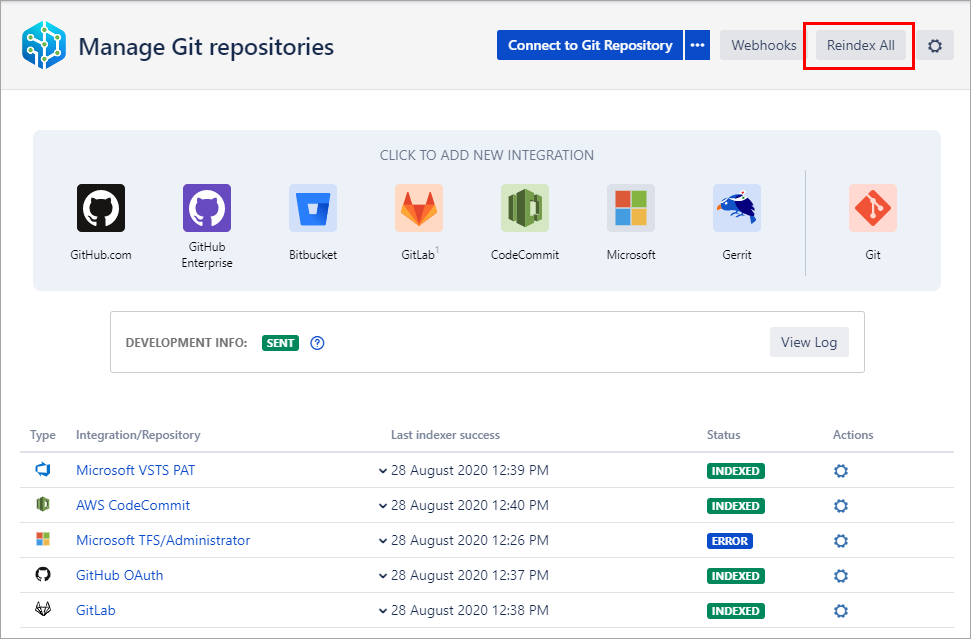 Manage Git repositories
Connect to Git Repository
Webhooks
Reindex All
CLICK TO ADD NEW INTEGRATION
GitHub.com
GitHub
Enterprise
Bitbucket
GitLab¹
CodeCommit
Microsoft
Gerrit
Git
DEVELOPMENT INFO: SENT ?
View Log
Type Integration/Repository Last indexer success Status Actions
Microsoft VSTS PAT 28 August 2020 12:39 PM INDEXED
AWS CodeCommit 28 August 2020 12:40 PM INDEXED
Microsoft TFS/Administrator 28 August 2020 12:26 PM ERROR
GitHub OAuth 28 August 2020 12:37 PM INDEXED
GitLab 28 August 2020 12:38 PM INDEXED